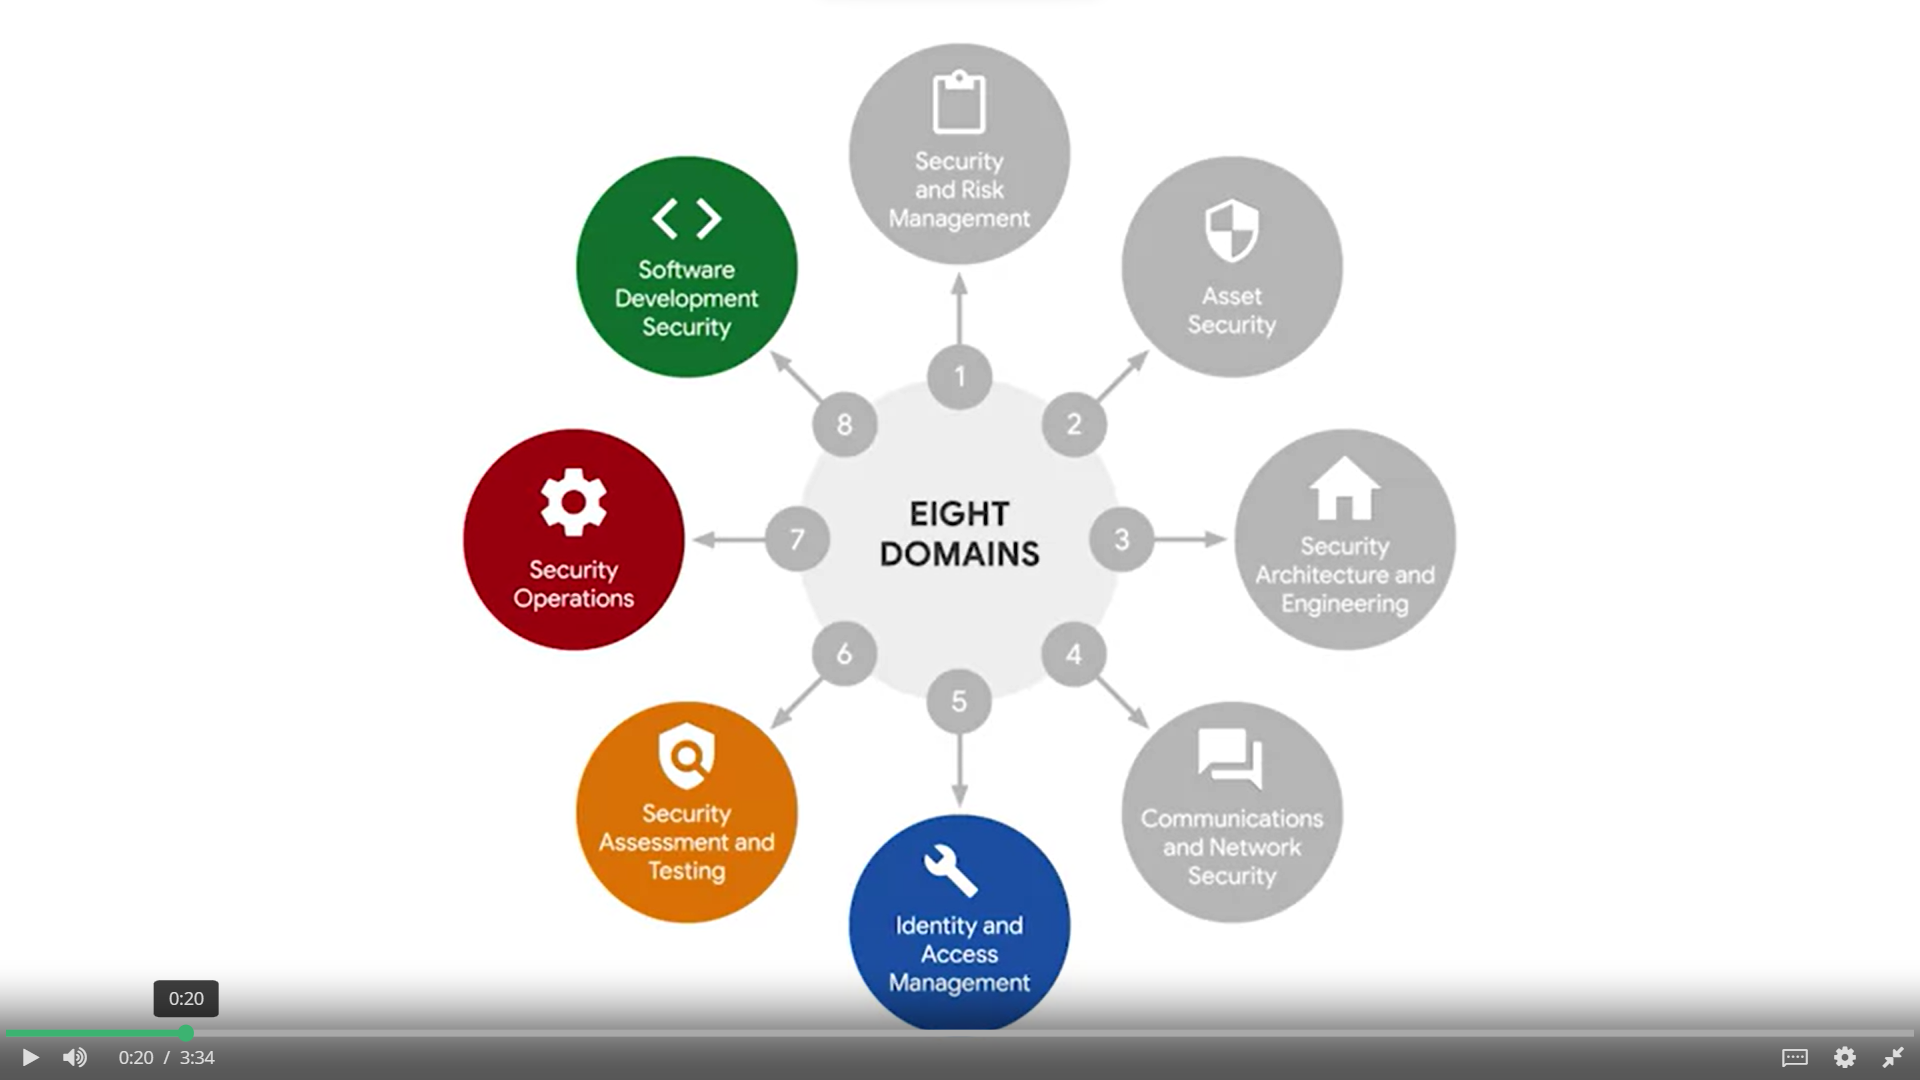 Security
and Risk
Management
Asset
Security
Security
Architecture and
Engineering
Communications
and Network
Security
Identity and
Access
Management
Security
Assessment and
Testing
Security
Operations
Software
Development
Security
1
2
3
4
5
6
7
8
EIGHT
DOMAINS
0:20
0:20 / 3:34